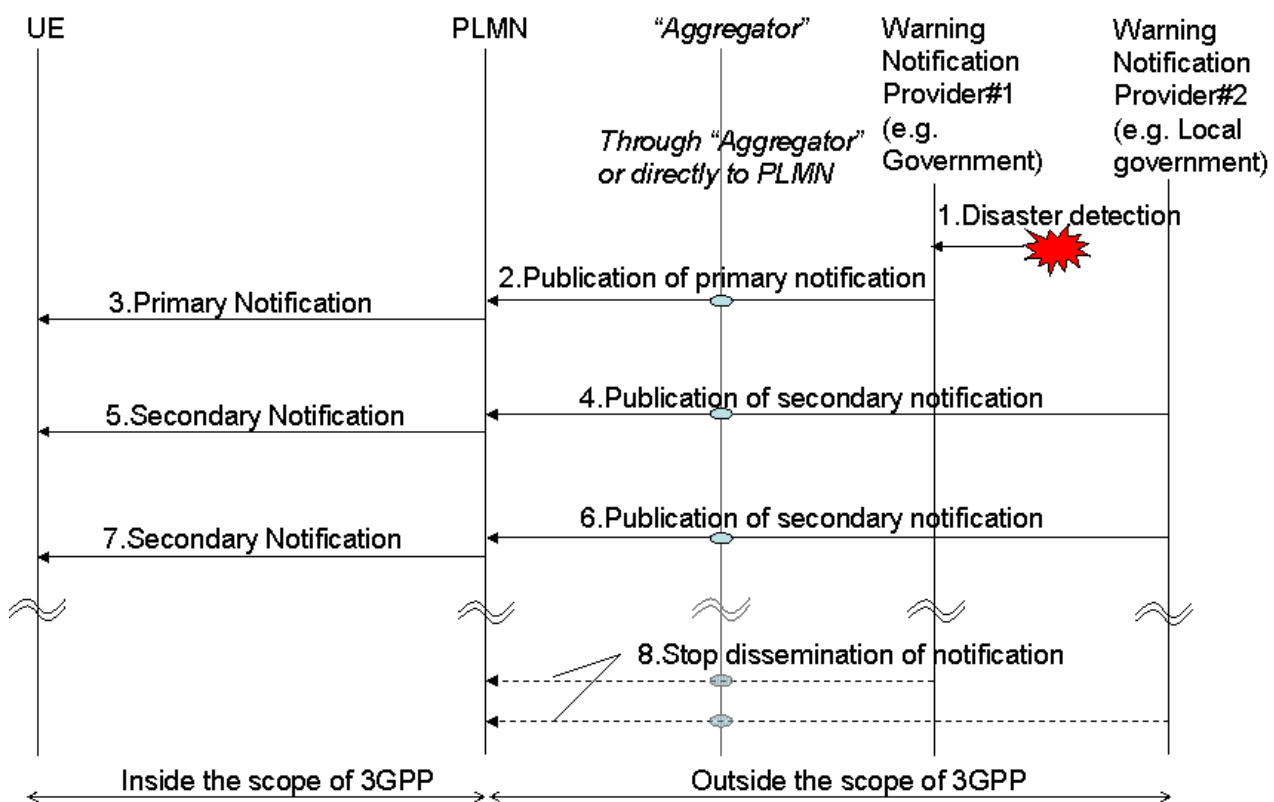 UE
PLMN
“Aggregator”
Warning
Notification
Provider#1
(e.g.
Government)
Warning
Notification
Provider#2
(e.g. Local
government)
Through “Aggregator”
or directly to PLMN
1.Disaster detection
2.Publication of primary notification
3.Primary Notification
4.Publication of secondary notification
5.Secondary Notification
6.Publication of secondary notification
7.Secondary Notification
8.Stop dissemination of notification
Inside the scope of 3GPP
Outside the scope of 3GPP